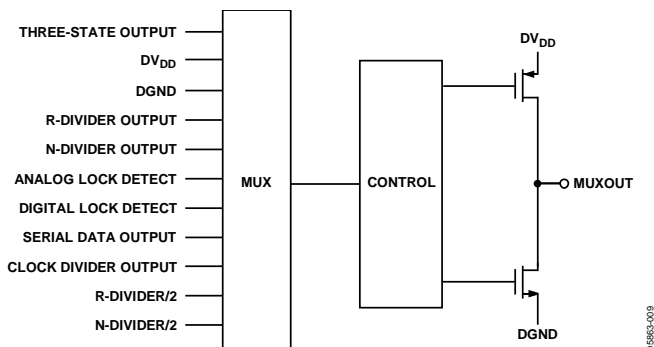 THREE-STATE OUTPUT
DVDD
DGND
R-DIVIDER OUTPUT
N-DIVIDER OUTPUT
ANALOG LOCK DETECT
DIGITAL LOCK DETECT
SERIAL DATA OUTPUT
CLOCK DIVIDER OUTPUT
R-DIVIDER/2
N-DIVIDER/2
MUX
CONTROL
DVDD
MUXOUT
DGND
05863-009